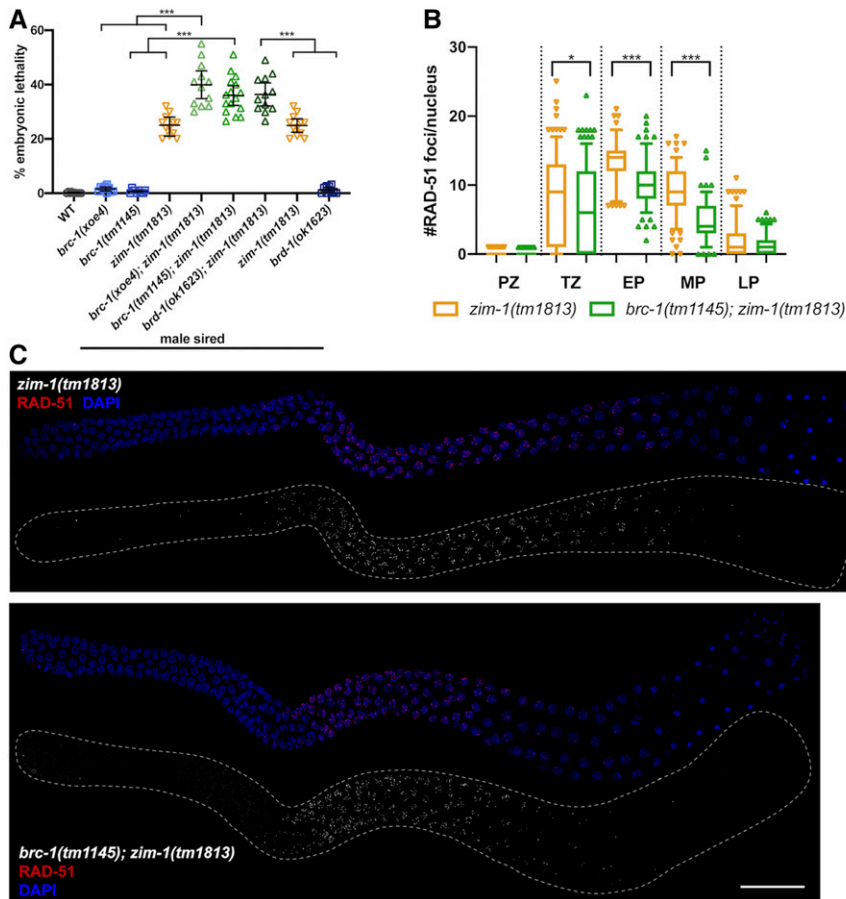 A
***
***
***
% embryonic lethality
60
40
20
0
WT
brc-1(xoe4)
brc-1(tm1145)
zim-1(tm1813)
brc-1(xoe4); zim-1(tm1813)
brc-1(tm1145); zim-1(tm1813)
brd-1(ok1623); zim-1(tm1813)
zim-1(tm1813)
brd-1(ok1623)
male sired
B
#RAD-51 foci/nucleus
30
20
10
0
*
***
***
PZ TZ EP MP LP
zim-1(tm1813) brc-1(tm1145); zim-1(tm1813)
C
zim-1(tm1813)
RAD-51 DAPI
brc-1(tm1145); zim-1(tm1813)
RAD-51
DAPI